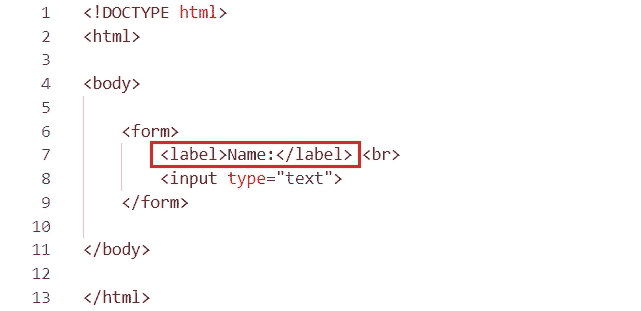 1 <!DOCTYPE html>
2 <html>
3
4 <body>
5
6 <form>
7 <label>Name:</label> <br>
8 <input type="text">
9 </form>
10
11 </body>
12
13 </html>